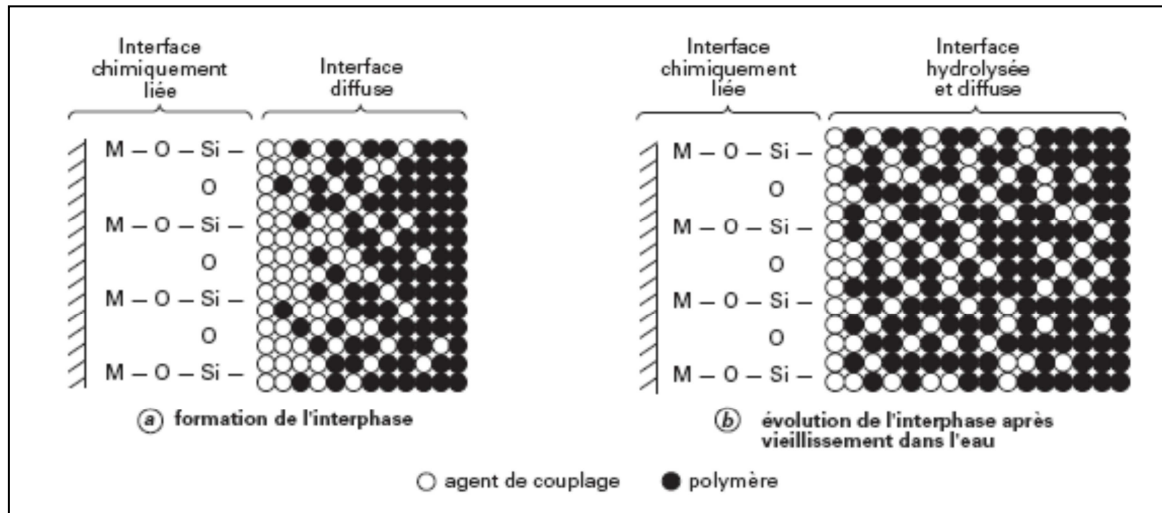 Interface
chimiquement
liée
Interface
diffuse
M – O – Si –
O
M – O – Si –
O
M – O – Si –
O
M – O – Si –
a formation de l'interphase
Interface
chimiquement
liée
Interface
hydrolysée
et diffuse
M – O – Si –
O
M – O – Si –
O
M – O – Si –
O
M – O – Si –
b évolution de l'interphase après
vieillissement dans l'eau
agent de couplage
polymère